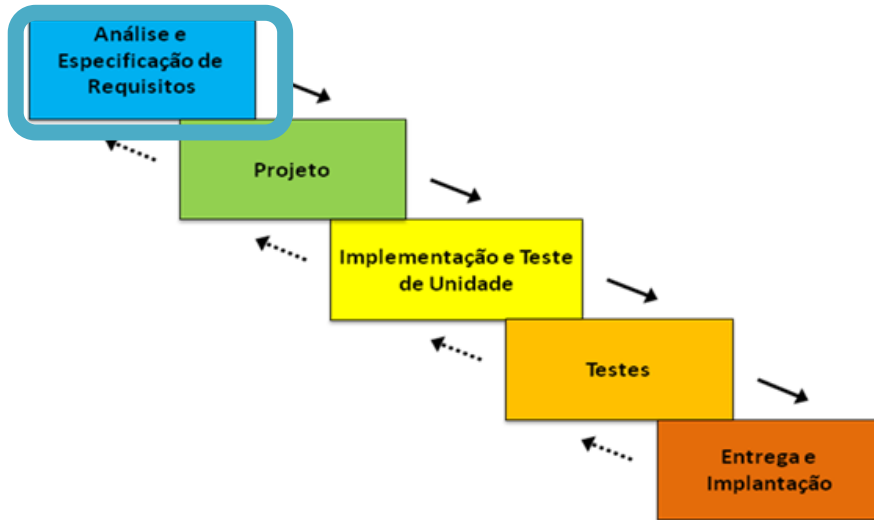 Análise e
Especificação de
Requisitos
Projeto
Implementação e Teste
de Unidade
Testes
Entrega e
Implantação